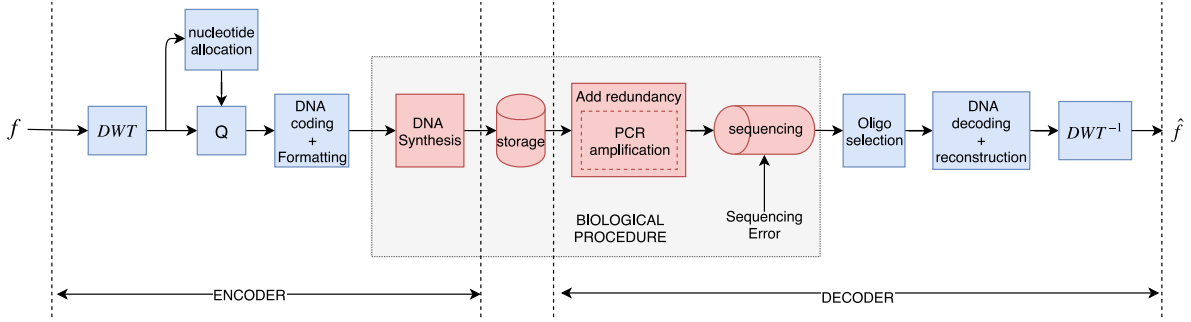 nucleotide
allocation
f
DWT
Q
DNA
coding
+
Formatting
DNA
Synthesis
storage
Add redundancy
PCR
amplification
sequencing
Oligo
selection
DNA
decoding
+
reconstruction
DWT⁻¹
f̂
BIOLOGICAL
PROCEDURE
Sequencing
Error
ENCODER
DECODER